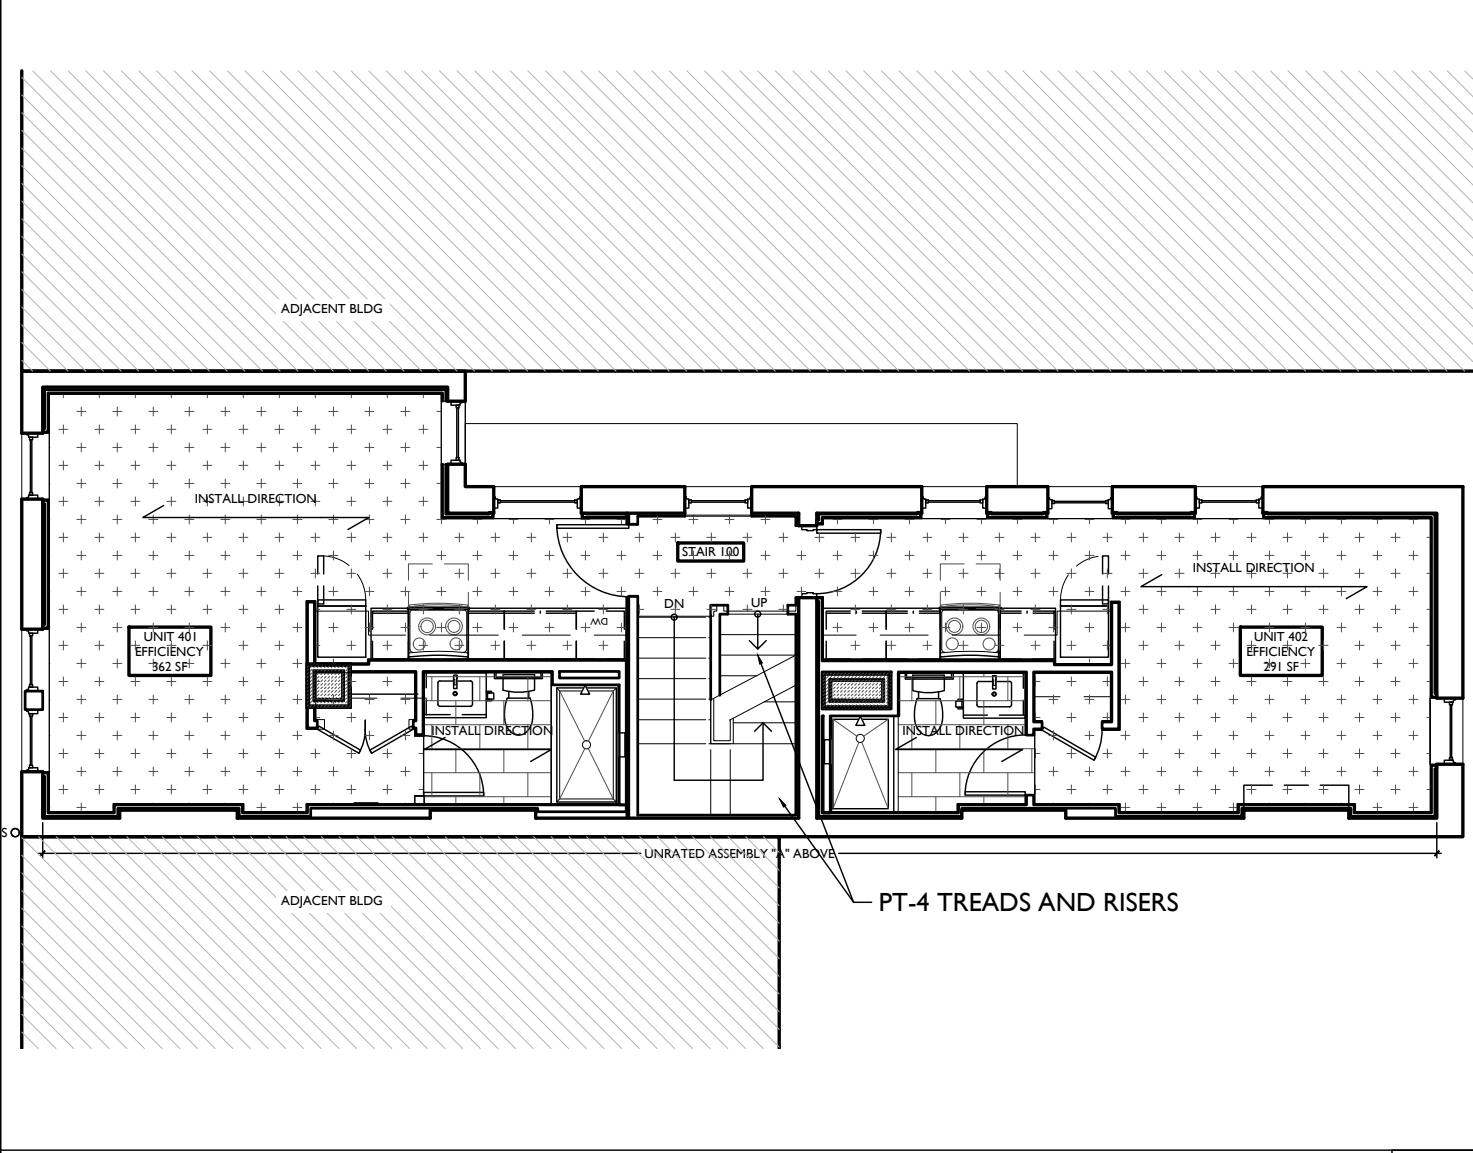 ADJACENT BLDG
INSTALL DIRECTION
STAIR 100
INSTALL DIRECTION
DN
UP
DW
UNIT 401
EFFICIENCY
362 SF
UNIT 402
EFFICIENCY
291 SF
INSTALL DIRECTION
INSTALL DIRECTION
S
UNRATED ASSEMBLY "A" ABOVE
ADJACENT BLDG
PT-4 TREADS AND RISERS